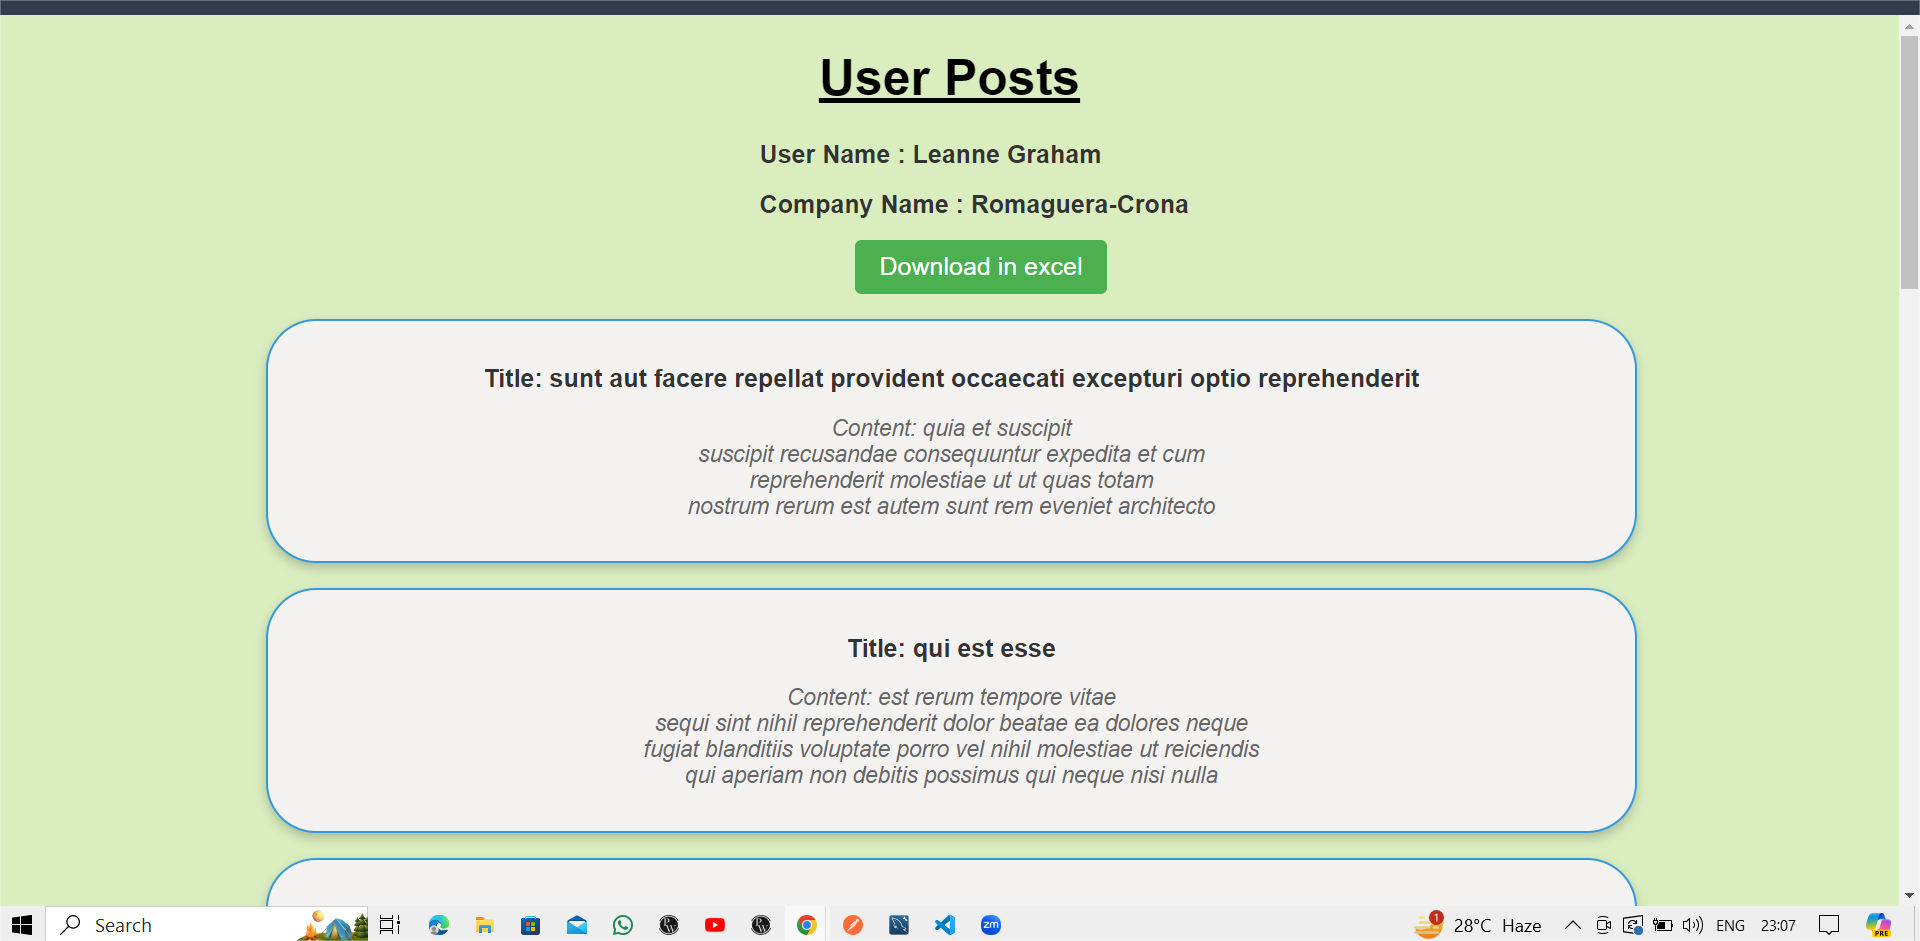 User Posts
User Name : Leanne Graham
Company Name : Romaguera-Crona
Download in excel
Title: sunt aut facere repellat provident occaecati excepturi optio reprehenderit
Content: quia et suscipit
suscipit recusandae consequuntur expedita et cum
reprehenderit molestiae ut ut quas totam
nostrum rerum est autem sunt rem eveniet architecto
Title: qui est esse
Content: est rerum tempore vitae
sequi sint nihil reprehenderit dolor beatae ea dolores neque
fugiat blanditiis voluptate porro vel nihil molestiae ut reiciendis
qui aperiam non debitis possimus qui neque nisi nulla
Search
zm
1
28°C Haze
ENG
23:07
PRE